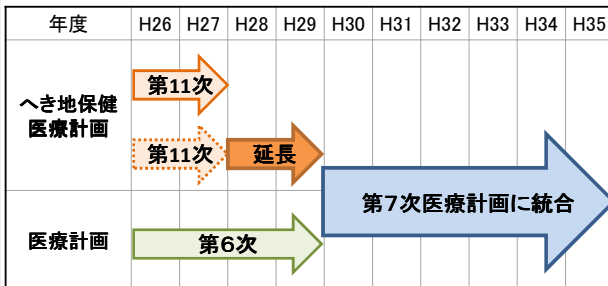 年度 H26 H27 H28 H29 H30 H31 H32 H33 H34 H35
へき地保健
医療計画
第11次
第11次 延長
第7次医療計画に統合
医療計画
第6次